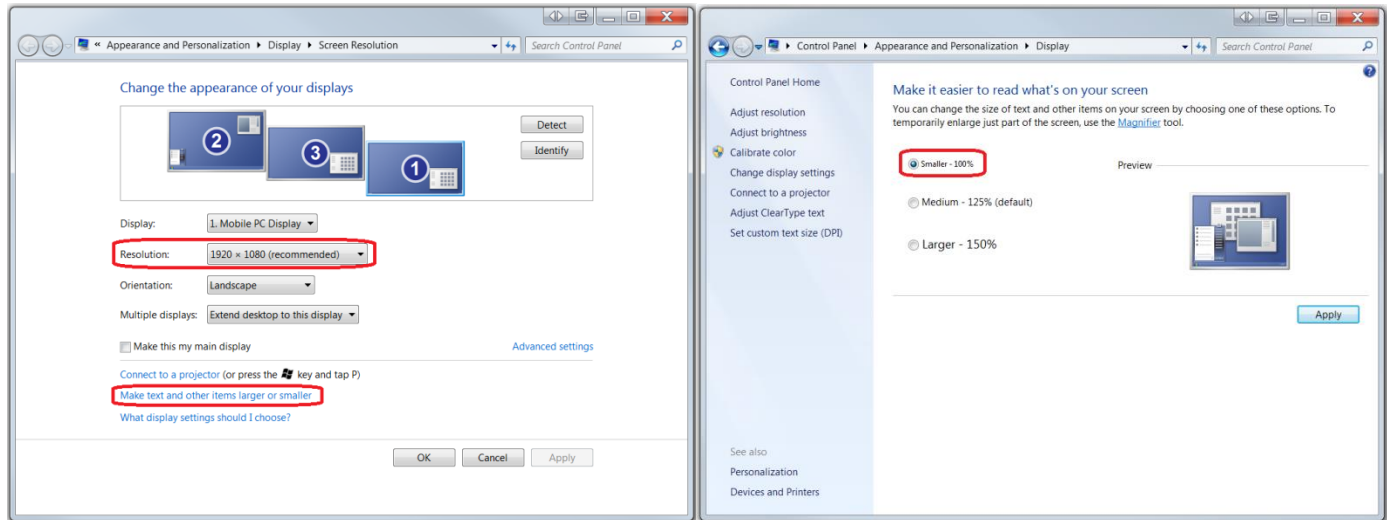 « Appearance and Personalization ▸ Display ▸ Screen Resolution
Search Control Panel
Change the appearance of your displays
2
3
1
Detect
Identify
Display: 1. Mobile PC Display
Resolution: 1920 × 1080 (recommended)
Orientation: Landscape
Multiple displays: Extend desktop to this display
Make this my main display
Advanced settings
Connect to a projector (or press the key and tap P)
Make text and other items larger or smaller
What display settings should I choose?
OK Cancel Apply
▸ Control Panel ▸ Appearance and Personalization ▸ Display
Search Control Panel
Control Panel Home
Adjust resolution
Adjust brightness
Calibrate color
Change display settings
Connect to a projector
Adjust ClearType text
Set custom text size (DPI)
See also
Personalization
Devices and Printers
Make it easier to read what's on your screen
You can change the size of text and other items on your screen by choosing one of these options. To
temporarily enlarge just part of the screen, use the Magnifier tool.
Smaller - 100%
Preview
Medium - 125% (default)
Larger - 150%
Apply